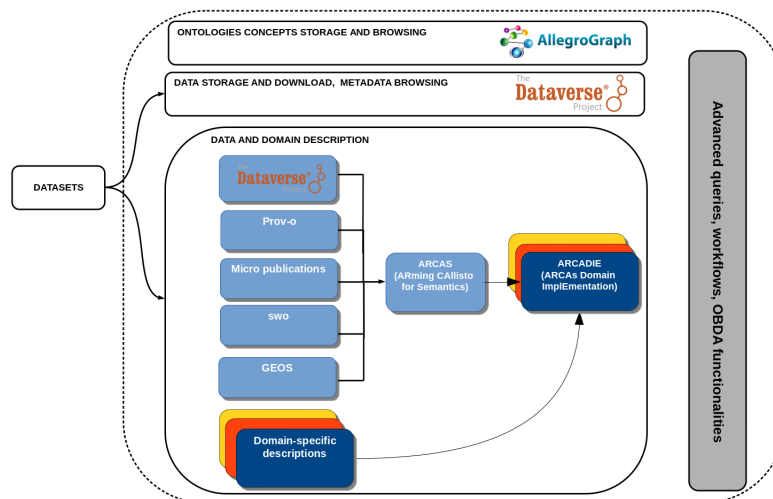 ONTOLOGIES CONCEPTS STORAGE AND BROWSING
AllegroGraph
DATA STORAGE AND DOWNLOAD,  METADATA BROWSING
The
Dataverse®
Project
DATASETS
DATA AND DOMAIN DESCRIPTION
The
Dataverse®
Project
Prov-o
Micro publications
swo
GEOS
Domain-specific
descriptions
ARCAS
(ARming CAllisto
for Semantics)
ARCADIE
(ARCAs Domain
ImplEmentation)
Advanced queries, workflows, OBDA functionalities